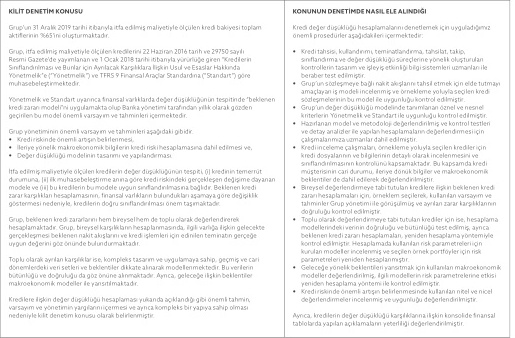 KİLİT DENETİM KONUSU
Grup'un 31 Aralık 2019 tarihi itibarıyla itfa edilmiş maliyetiyle ölçülen kredi bakiyesi toplam
aktiflerinin %65'ini oluşturmaktadır.
Grup, itfa edilmiş maliyetiyle ölçülen kredilerini 22 Haziran 2016 tarih ve 29750 sayılı
Resmi Gazete'de yayımlanan ve 1 Ocak 2018 tarihi itibarıyla yürürlüğe giren "Kredilerin
Sınıflandırılması ve Bunlar için Ayrılacak Karşılıklara İlişkin Usul ve Esaslar Hakkında
Yönetmelik"e ("Yönetmelik") ve TFRS 9 Finansal Araçlar Standardına ("Standart") göre
muhasebeleştirmektedir.
Yönetmelik ve Standart uyarınca finansal varlıklarda değer düşüklüğünün tespitinde "beklenen
kredi zararı modeli"ni uygulamakta olup Banka yönetimi tarafından yıllık olarak gözden
geçirilen bu model önemli varsayım ve tahminleri içermektedir.
Grup yönetiminin önemli varsayım ve tahminleri aşağıdaki gibidir.
• Kredi riskinde önemli artışın belirlenmesi,
• İleriye yönelik makroekonomik bilgilerin kredi riski hesaplamasına dahil edilmesi ve,
• Değer düşüklüğü modelinin tasarımı ve yapılandırması.
İtfa edilmiş maliyetiyle ölçülen kredilerin değer düşüklüğünün tespiti, (i) kredinin temerrüt
durumuna, (ii) ilk muhasebeleştirme anına göre kredi riskindeki gerçekleşen değişime dayanan
modele ve (iii) bu kredilerin bu modele uygun sınıflandırılmasına bağlıdır. Beklenen kredi
zarar karşılıkları hesaplamasının, finansal varlıkların bulundukları aşamaya göre değişiklik
göstermesi nedeniyle, kredilerin doğru sınıflandırılması önem taşımaktadır.
Grup, beklenen kredi zararlarını hem bireysel hem de toplu olarak değerlendirerek
hesaplamaktadır. Grup, bireysel karşılıkların hesaplanmasında, ilgili varlığa ilişkin gelecekte
gerçekleşmesi beklenen nakit akışlarını ve kredi işlemleri için edinilen teminatın gerçeğe
uygun değerini göz önünde bulundurmaktadır.
Toplu olarak ayrılan karşılıklar ise, kompleks tasarım ve uygulamaya sahip, geçmiş ve cari
dönemlerdeki veri setleri ve beklentiler dikkate alınarak modellenmektedir. Bu verilerin
bütünlüğü ve doğruluğu da göz önüne alınmaktadır. Ayrıca, geleceğe ilişkin beklentiler
makroekonomik modeller ile yansıtılmaktadır.
Kredilere ilişkin değer düşüklüğü hesaplaması yukarıda açıklandığı gibi önemli tahmin,
varsayım ve yönetimin yargılarını içermesi ve ayrıca kompleks bir yapıya sahip olması
nedeniyle kilit denetim konusu olarak belirlenmiştir.
KONUNUN DENETİMDE NASIL ELE ALINDIĞI
Kredi değer düşüklüğü hesaplamalarını denetlemek için uyguladığımız
önemli prosedürler aşağıdakileri içermektedir:
• Kredi tahsisi, kullandırımı, teminatlandırma, tahsilat, takip,
sınıflandırma ve değer düşüklüğü süreçlerine yönelik oluşturulan
kontrollerin tasarım ve işleyiş etkinliği bilgi sistemleri uzmanları ile
beraber test edilmiştir.
• Grup'un sözleşmeye bağlı nakit akışlarını tahsil etmek için elde tutmayı
amaçlayan iş modeli incelenmiş ve örnekleme yoluyla seçilen kredi
sözleşmelerinin bu model ile uygunluğu kontrol edilmiştir.
• Grup'un değer düşüklüğü modelinde tanımlanan öznel ve nesnel
kriterlerin Yönetmelik ve Standart ile uygunluğu kontrol edilmiştir.
• Hazırlanan model ve metodoloji değerlendirilmiş ve kontrol testleri
ve detay analizler ile yapılan hesaplamaların değerlendirmesi için
çalışmalarımıza uzmanlar dahil edilmiştir.
• Kredi inceleme çalışmaları, örnekleme yoluyla seçilen krediler için
kredi dosyalarının ve bilgilerinin detaylı olarak incelenmesini ve
sınıflandırılmasının kontrolünü kapsamaktadır. Bu kapsamda kredi
müşterisinin cari durumu, ileriye dönük bilgiler ve makroekonomik
beklentiler de dahil edilerek değerlendirilmiştir.
• Bireysel değerlendirmeye tabi tutulan kredilere ilişkin beklenen kredi
zararı hesaplamaları için, örneklem seçilerek, kullanılan varsayım ve
tahminler Grup yönetimi ile görüşülmüş ve ayrılan zarar karşılıklarının
doğruluğu kontrol edilmiştir.
• Toplu olarak değerlendirmeye tabi tutulan krediler için ise, hesaplama
modellerindeki verinin doğruluğu ve bütünlüğü test edilmiş, ayrıca
beklenen kredi zararı hesaplamaları, yeniden hesaplama yöntemiyle
kontrol edilmiştir. Hesaplamada kullanılan risk parametreleri için
kurulan modeller incelenmiş ve seçilen örnek portföyler için risk
parametreleri yeniden hesaplanmıştır.
• Geleceğe yönelik beklentileri yansıtmak için kullanılan makroekonomik
modeller değerlendirilmiş, ilgili modellerin risk parametrelerine etkisi
yeniden hesaplama yöntemi ile kontrol edilmiştir.
• Kredi riskinde önemli artışın belirlenmesinde kullanılan nitel ve nicel
değerlendirmeler incelenmiş ve uygunluğu değerlendirilmiştir.
Ayrıca, kredilerin değer düşüklüğü karşılıklarına ilişkin konsolide finansal
tablolarda yapılan açıklamaların yeterliliği değerlendirilmiştir.